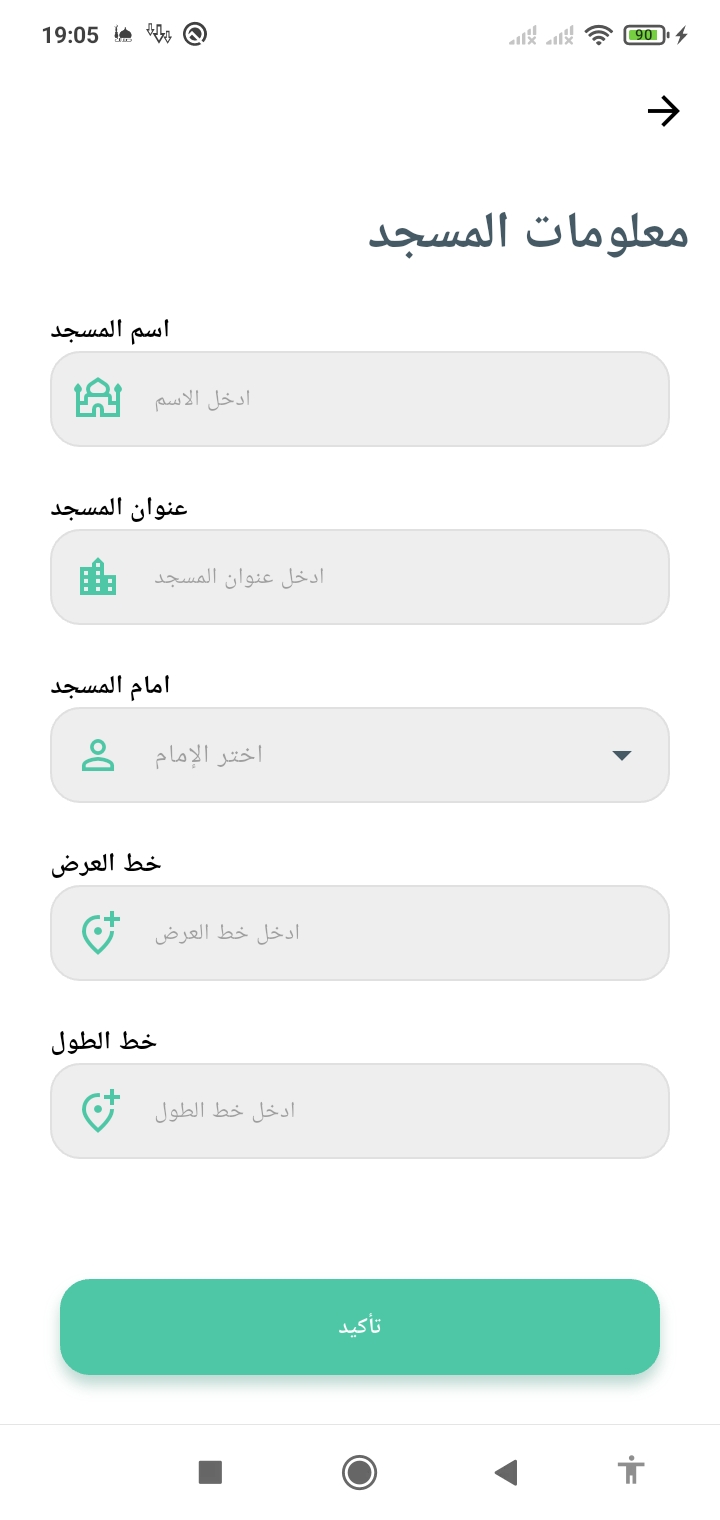 19:05
90
معلومات المسجد
اسم المسجد
ادخل الاسم
عنوان المسجد
ادخل عنوان المسجد
امام المسجد
اختر الإمام
خط العرض
ادخل خط العرض
خط الطول
ادخل خط الطول
تأكيد